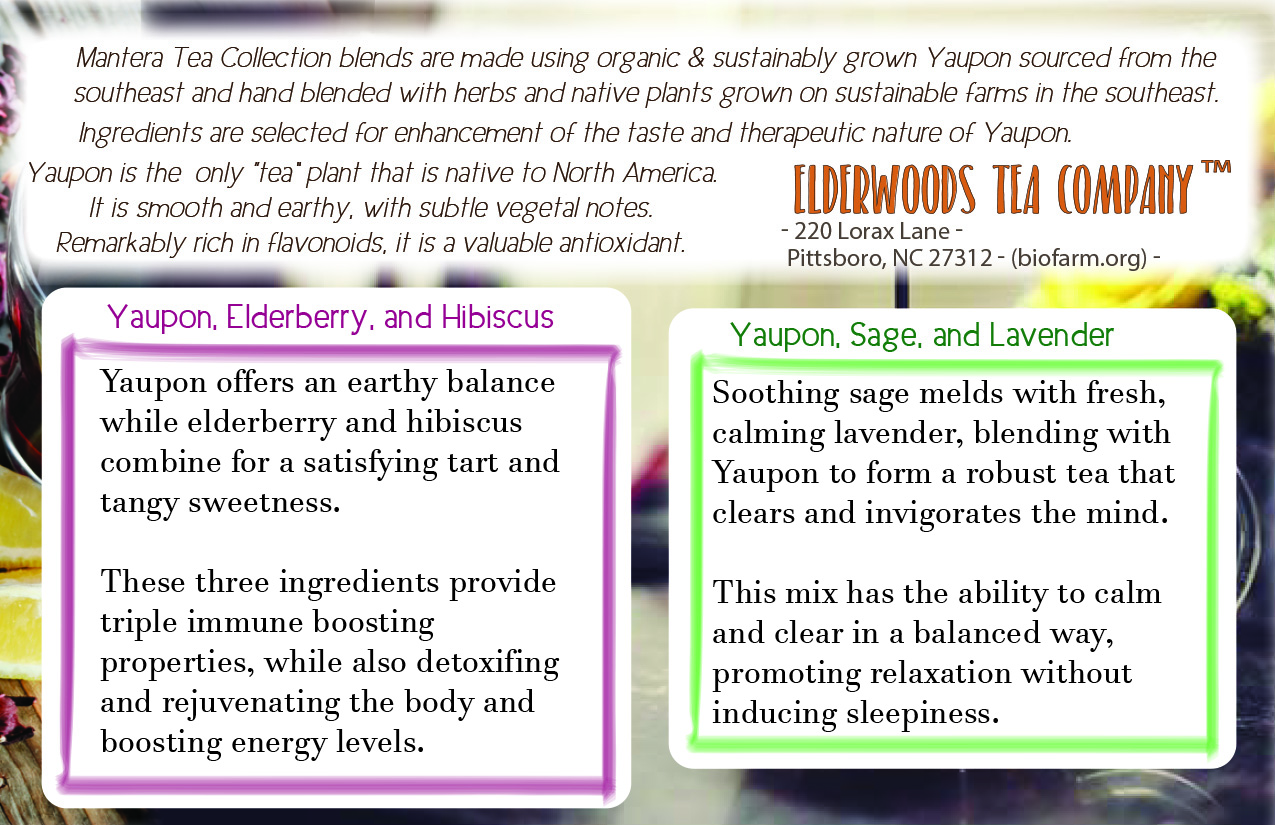 Mantera Tea Collection blends are made using organic & sustainably grown Yaupon sourced from the
southeast and hand blended with herbs and native plants grown on sustainable farms in the southeast.
Ingredients are selected for enhancement of the taste and therapeutic nature of Yaupon.
Yaupon is the only "tea" plant that is native to North America.
It is smooth and earthy, with subtle vegetal notes.
Remarkably rich in flavonoids, it is a valuable antioxidant.
ELDERWOODS TEA COMPANY™
- 220 Lorax Lane -
Pittsboro, NC 27312 - (biofarm.org) -
Yaupon, Elderberry, and Hibiscus
Yaupon offers an earthy balance
while elderberry and hibiscus
combine for a satisfying tart and
tangy sweetness.
These three ingredients provide
triple immune boosting
properties, while also detoxifing
and rejuvenating the body and
boosting energy levels.
Yaupon, Sage, and Lavender
Soothing sage melds with fresh,
calming lavender, blending with
Yaupon to form a robust tea that
clears and invigorates the mind.
This mix has the ability to calm
and clear in a balanced way,
promoting relaxation without
inducing sleepiness.